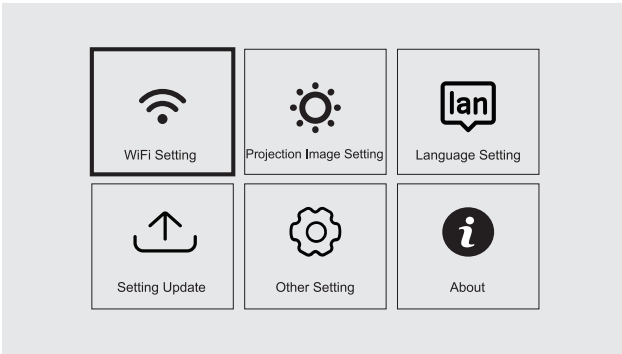 WiFi Setting
Projection Image Setting
lan
Language Setting
Setting Update
Other Setting
i
About